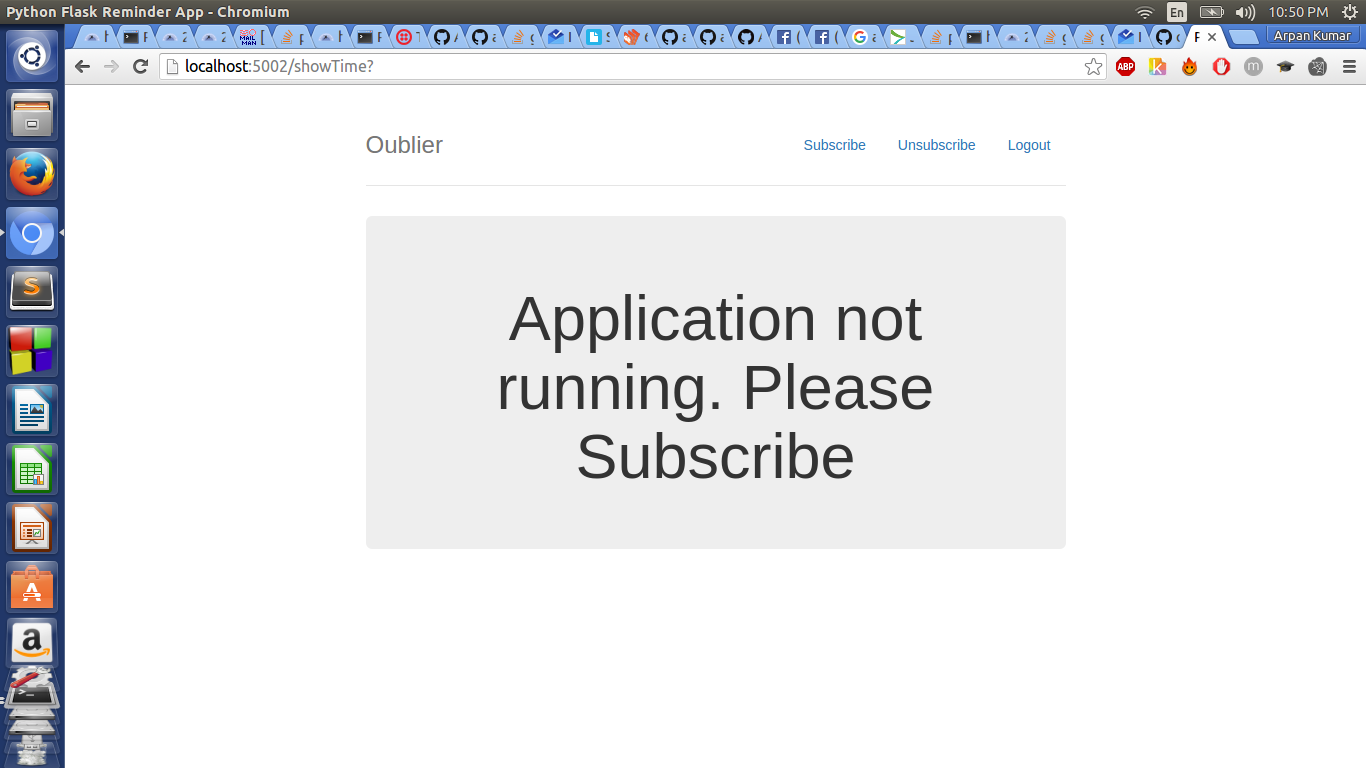 Python Flask Reminder App - Chromium
En
10:50 PM
Arpan Kumar
localhost:5002/showTime?
ABP
Oublier
Subscribe
Unsubscribe
Logout
Application not
running. Please
Subscribe